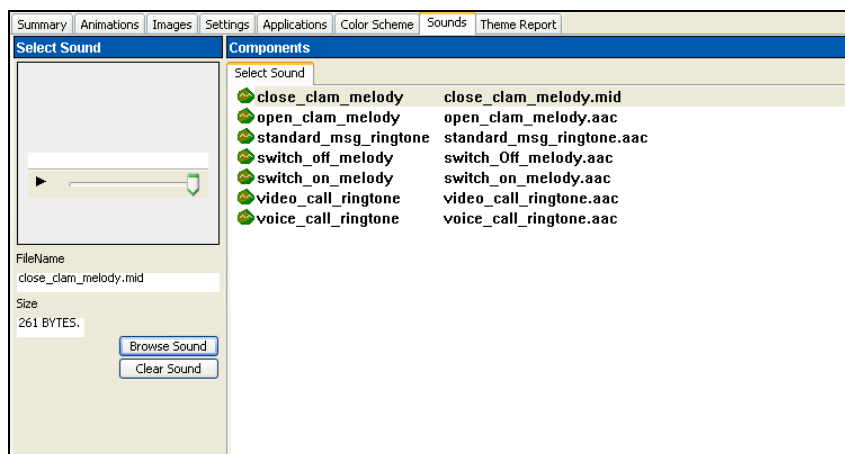 Summary Animations Images Settings Applications Color Scheme Sounds Theme Report
Select Sound
Components
Select Sound
close_clam_melody close_clam_melody.mid
open_clam_melody open_clam_melody.aac
standard_msg_ringtone standard_msg_ringtone.aac
switch_off_melody switch_Off_melody.aac
switch_on_melody switch_on_melody.aac
video_call_ringtone video_call_ringtone.aac
voice_call_ringtone voice_call_ringtone.aac
FileName
close_clam_melody.mid
Size
261 BYTES.
Browse Sound
Clear Sound